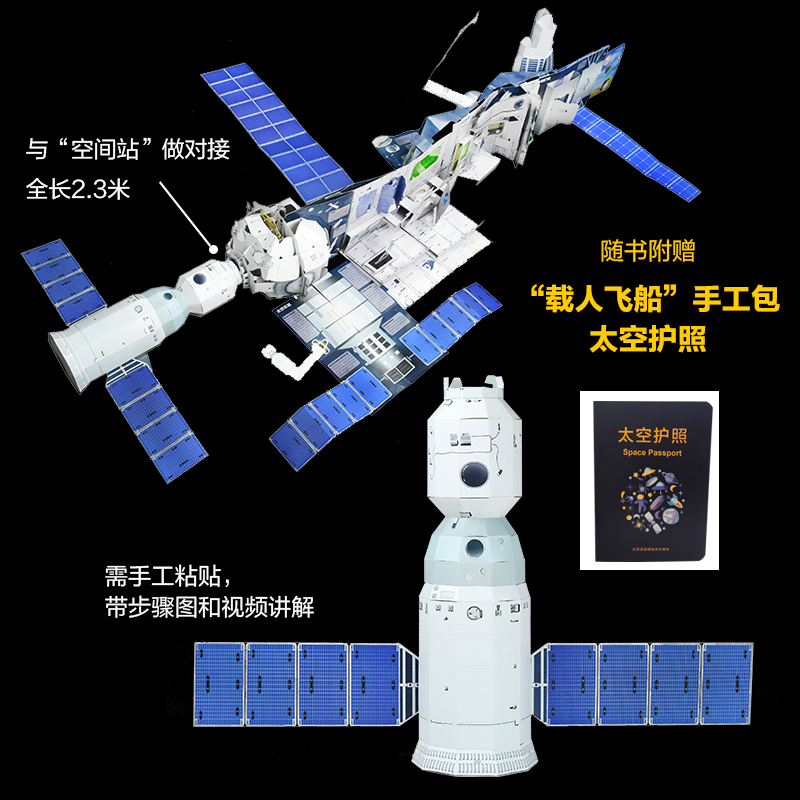 与“空间站”做对接
全长2.3米
随书附赠
“载人飞船”手工包
太空护照
太空护照
Space Passport
需手工粘贴，
带步骤图和视频讲解